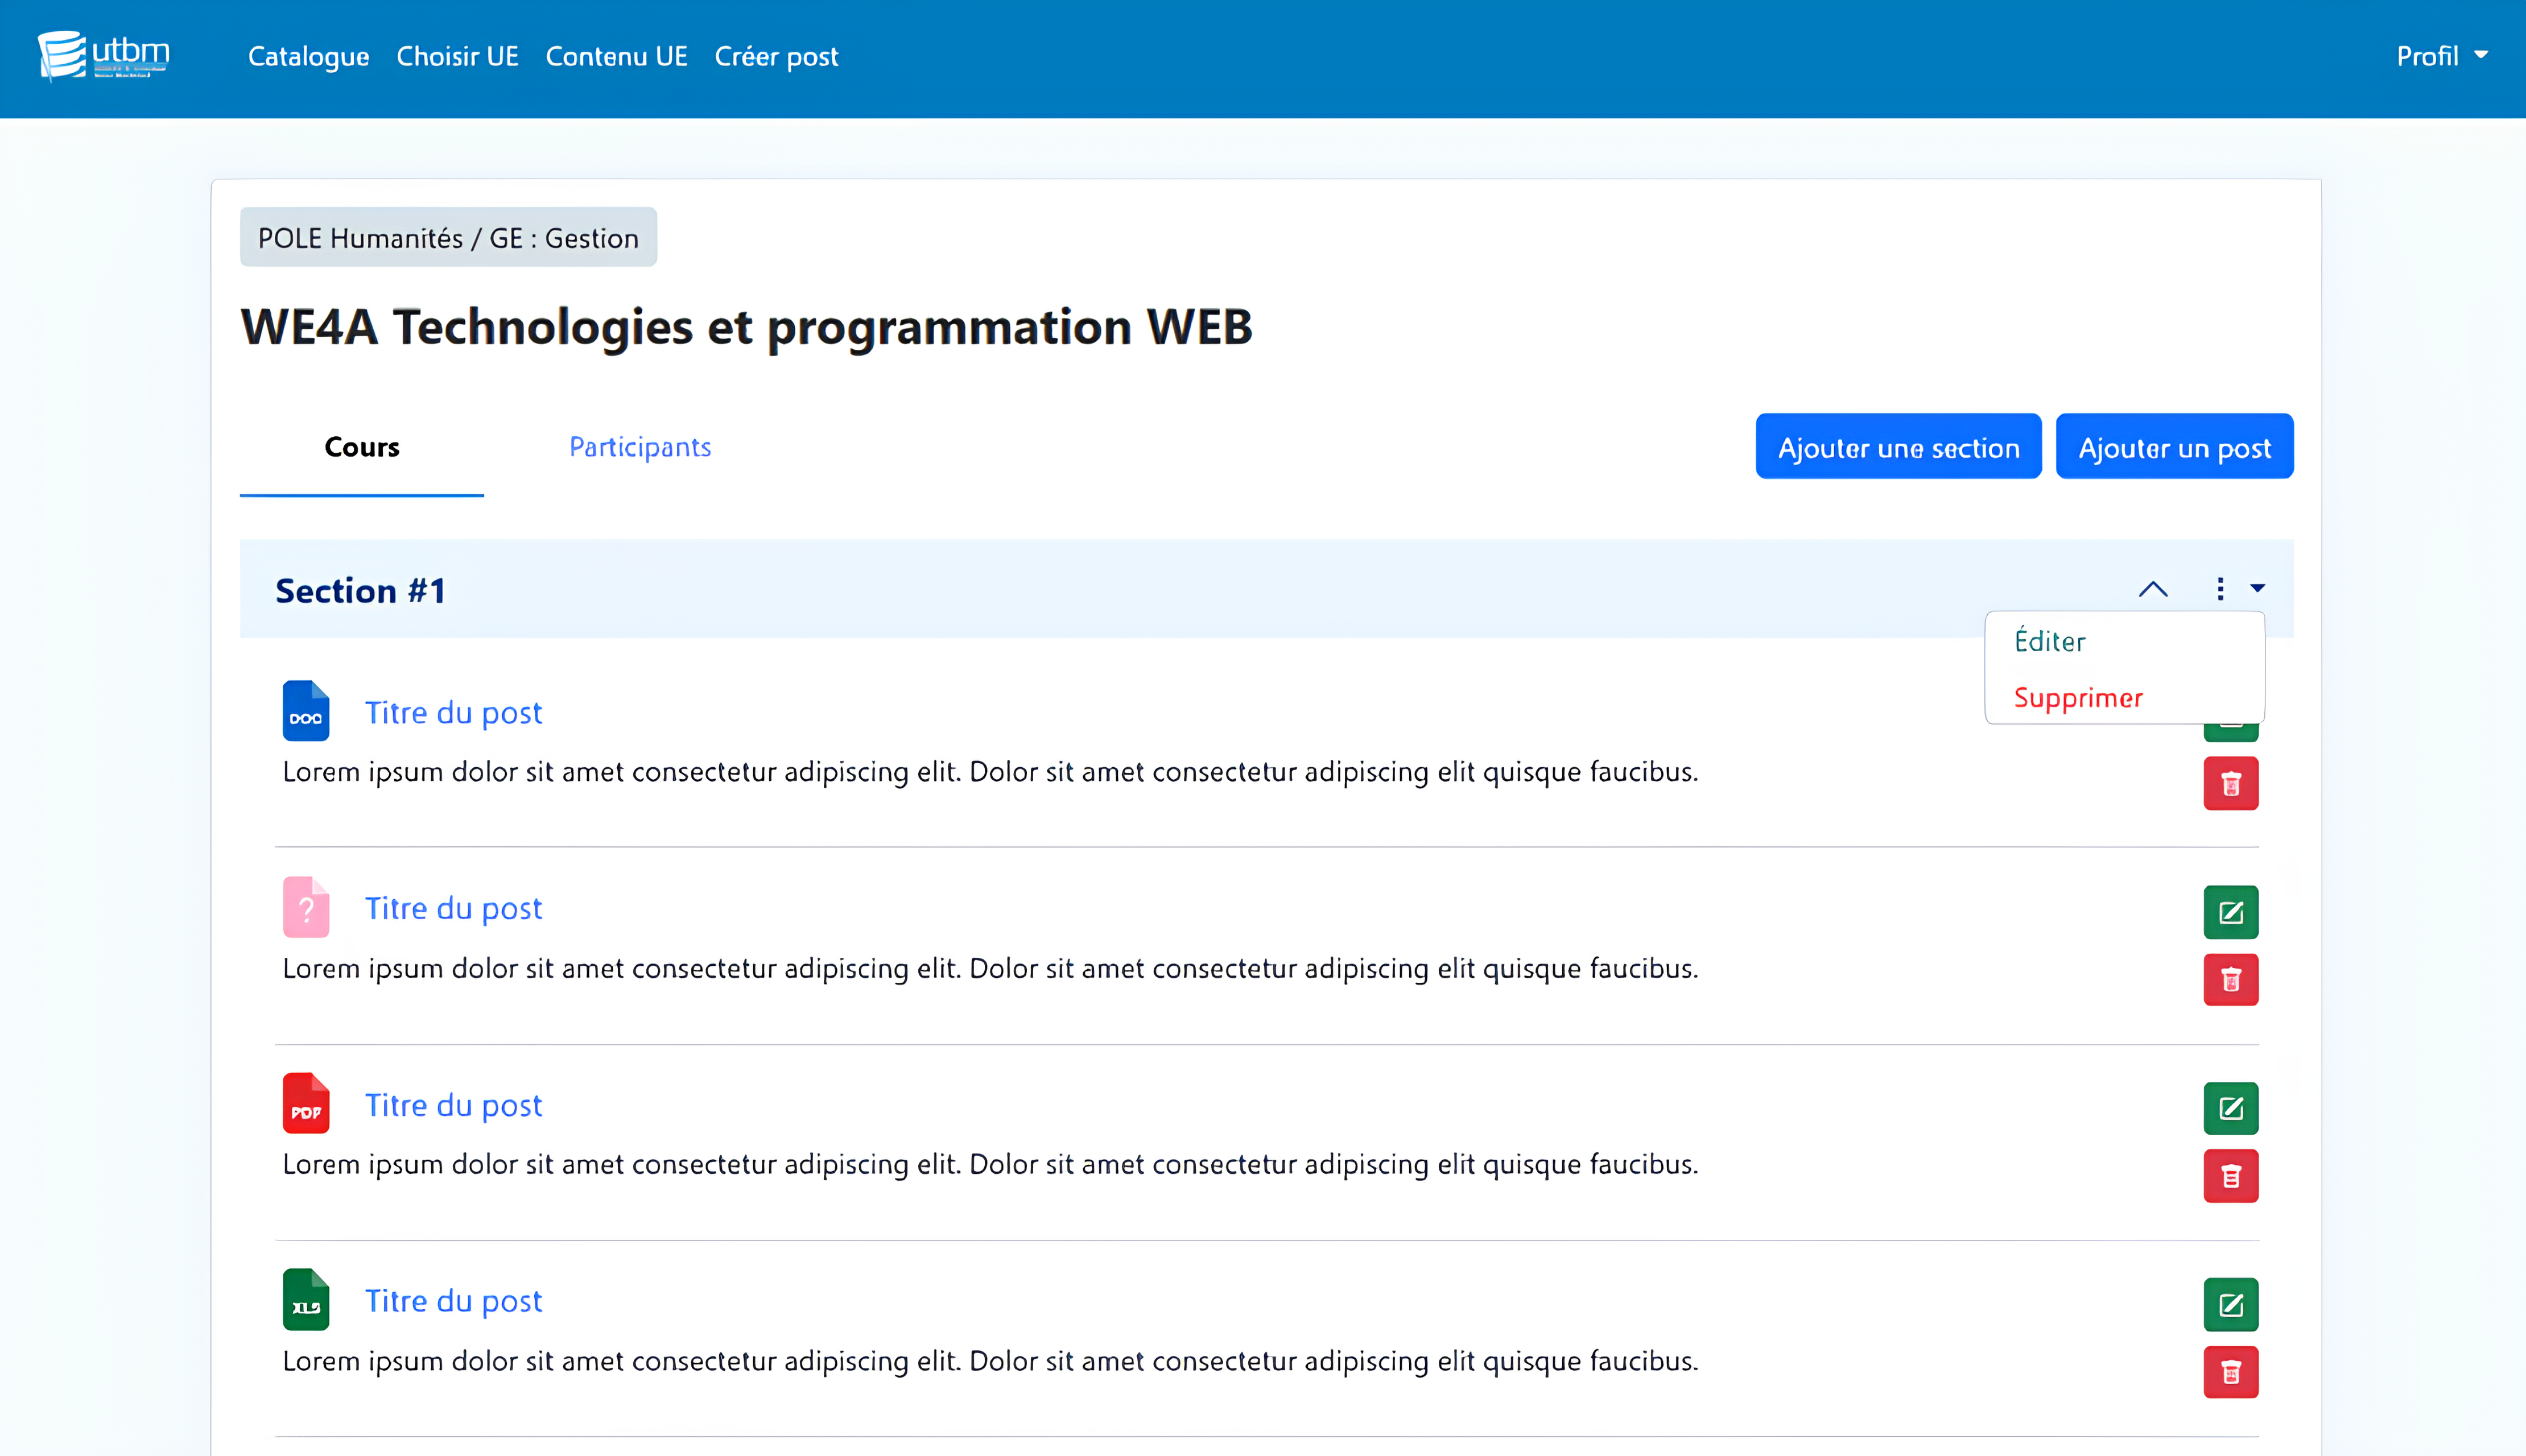 utbm
Catalogue Choisir UE Contenu UE Créer post
Profil
POLE Humanités / GE : Gestion
WE4A Technologies et programmation WEB
Cours
Participants
Ajouter une section
Ajouter un post
Section #1
Éditer
Supprimer
DOC
Titre du post
Lorem ipsum dolor sit amet consectetur adipiscing elit. Dolor sit amet consectetur adipiscing elit quisque faucibus.
?
Titre du post
Lorem ipsum dolor sit amet consectetur adipiscing elit. Dolor sit amet consectetur adipiscing elit quisque faucibus.
PDF
Titre du post
Lorem ipsum dolor sit amet consectetur adipiscing elit. Dolor sit amet consectetur adipiscing elit quisque faucibus.
XLS
Titre du post
Lorem ipsum dolor sit amet consectetur adipiscing elit. Dolor sit amet consectetur adipiscing elit quisque faucibus.